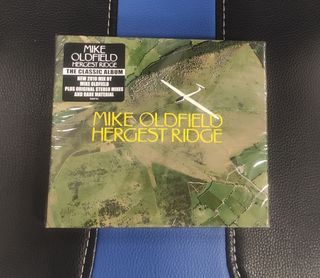 MIKE
OLDFIELD
HERGEST RIDGE
THE CLASSIC ALBUM
NEW 2010 MIX BY
MIKE OLDFIELD
PLUS ORIGINAL STEREO MIXES
AND RARE MATERIAL
MIKE OLDFIELD
HERGEST RIDGE